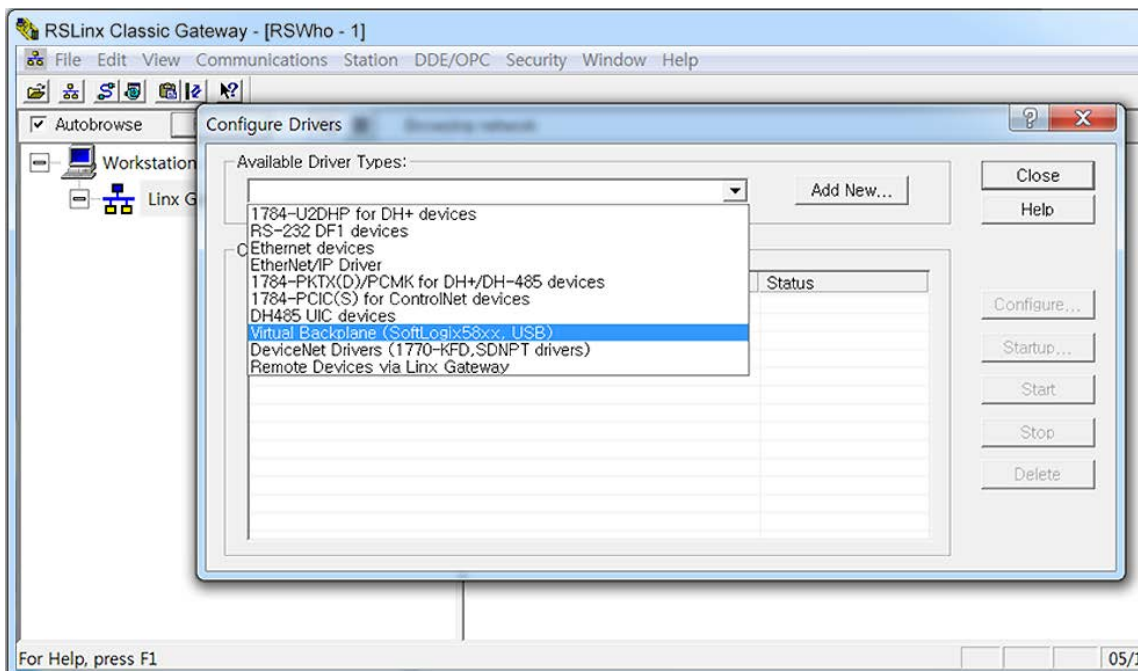 RSLinx Classic Gateway - [RSWho - 1]
File Edit View Communications Station DDE/OPC Security Window Help
Autobrowse
Workstation
Linx G
Configure Drivers
Available Driver Types:
Add New...
1784-U2DHP for DH+ devices
RS-232 DF1 devices
Ethernet devices
EtherNet/IP Driver
1784-PKTX(D)/PCMK for DH+/DH-485 devices
1784-PCIC(S) for ControlNet devices
DH485 UIC devices
Virtual Backplane (SoftLogix58xx, USB)
DeviceNet Drivers (1770-KFD,SDNPT drivers)
Remote Devices via Linx Gateway
C
Status
Close
Help
Configure...
Startup...
Start
Stop
Delete
For Help, press F1
05/1